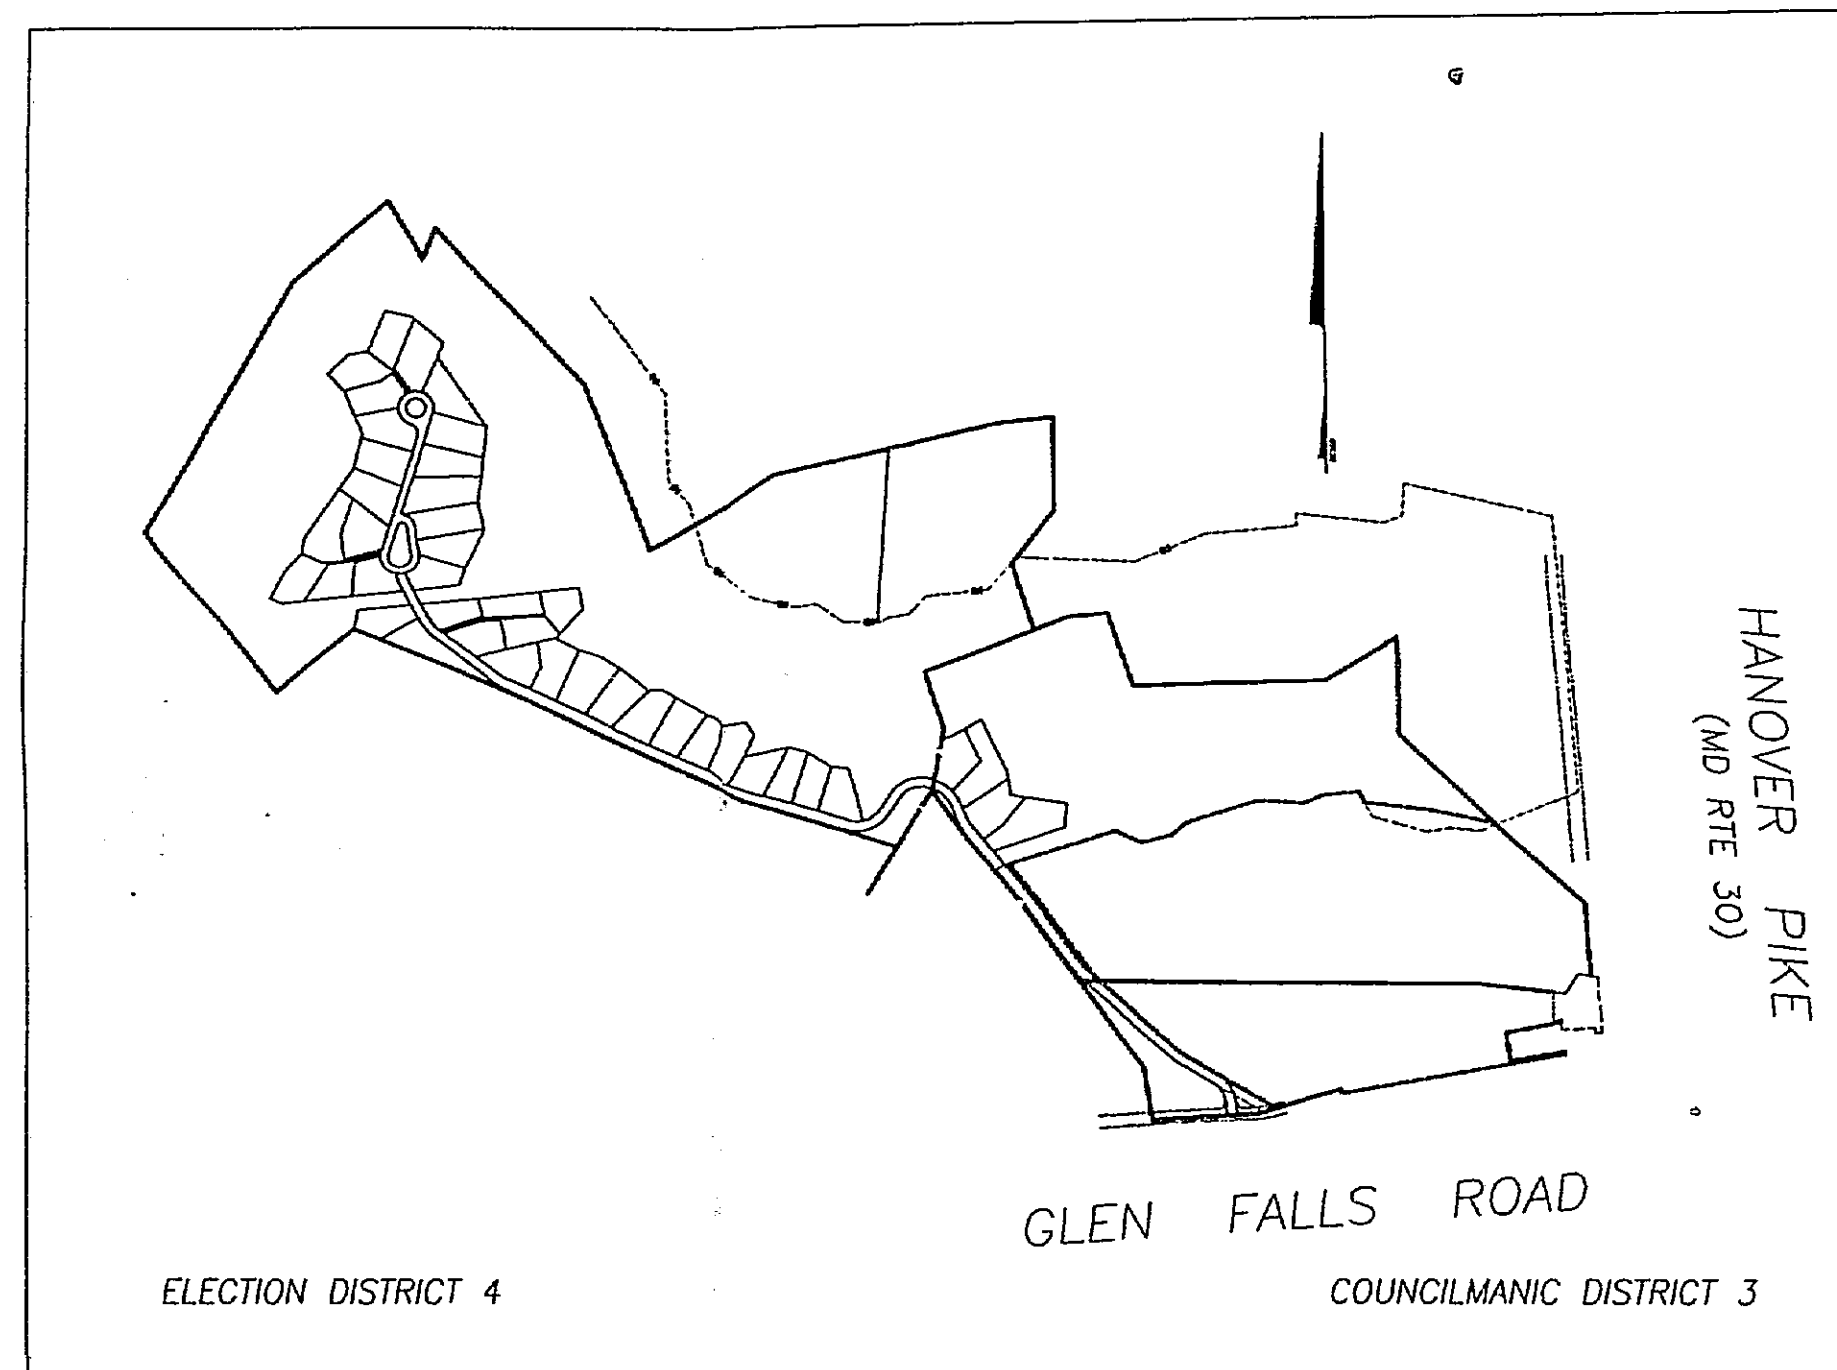 HANOVER PIKE
(MD RTE 30)
GLEN FALLS ROAD
ELECTION DISTRICT 4
COUNCILMANIC DISTRICT 3